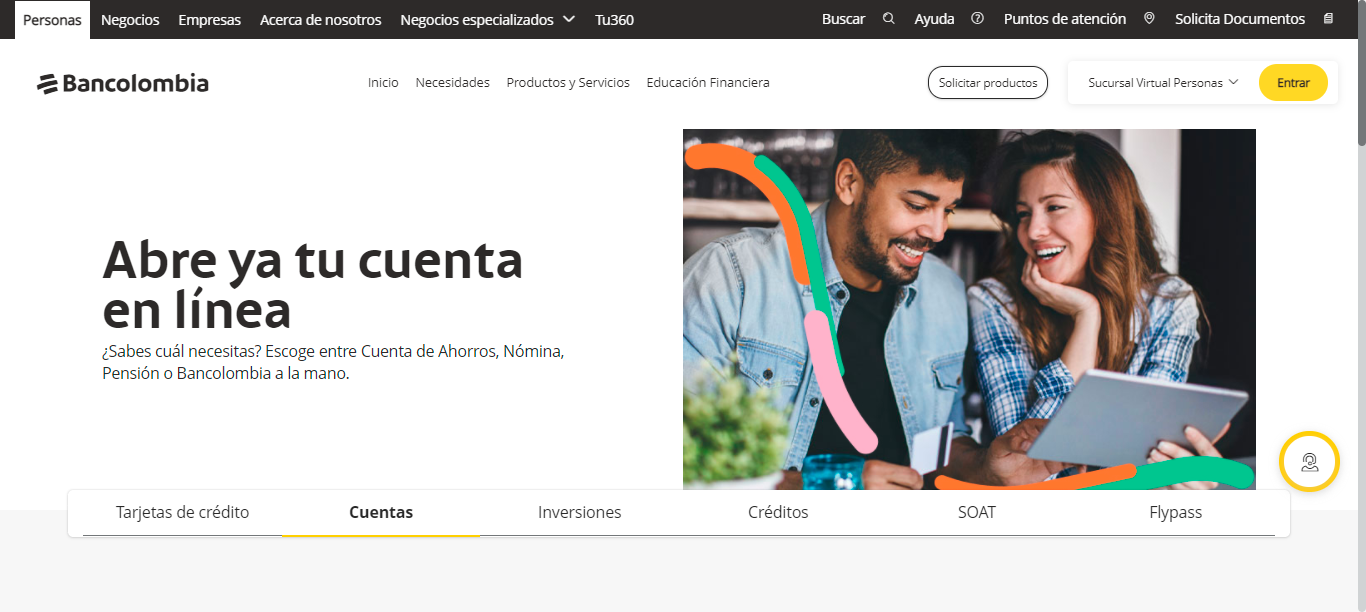 Personas Negocios Empresas Acerca de nosotros Negocios especializados Tu360 Buscar Ayuda Puntos de atención Solicita Documentos
Bancolombia Inicio Necesidades Productos y Servicios Educación Financiera Solicitar productos Sucursal Virtual Personas Entrar
Abre ya tu cuenta
en línea
¿Sabes cuál necesitas? Escoge entre Cuenta de Ahorros, Nómina,
Pensión o Bancolombia a la mano.
Tarjetas de crédito Cuentas Inversiones Créditos SOAT Flypass